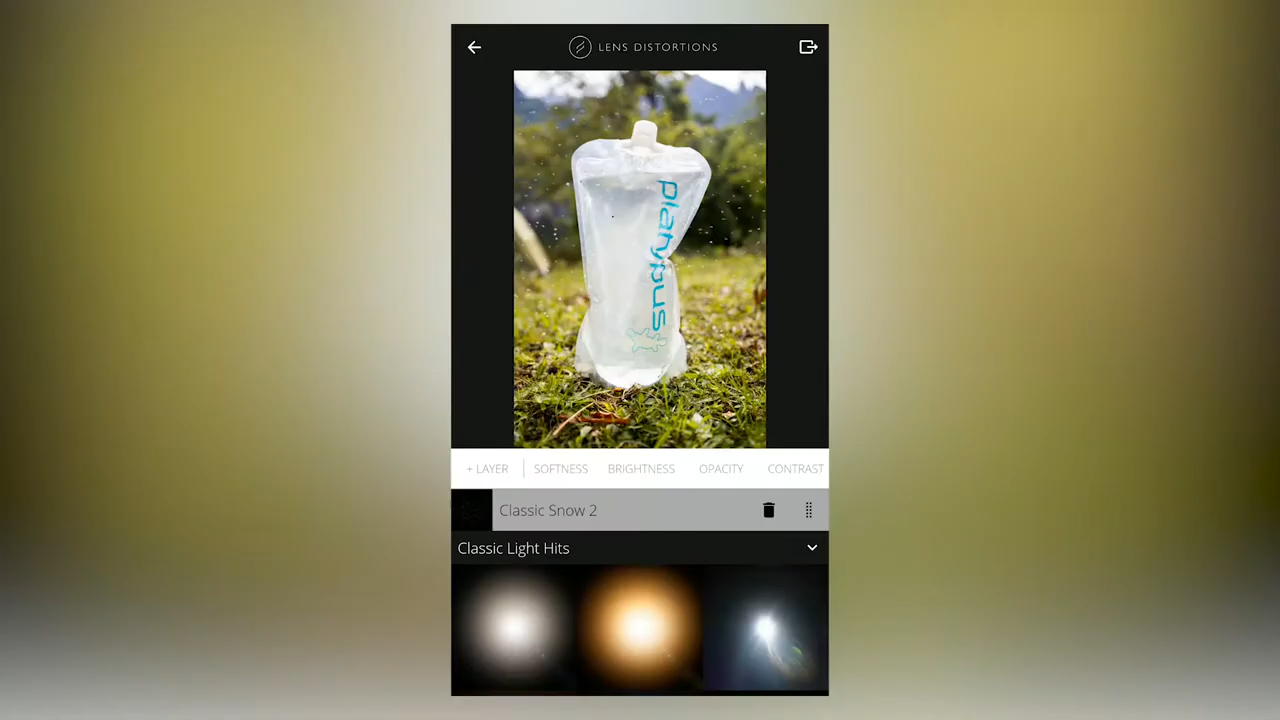 LENS DISTORTIONS
platypus
+ LAYER
SOFTNESS
BRIGHTNESS
OPACITY
CONTRAST
Classic Snow 2
Classic Light Hits